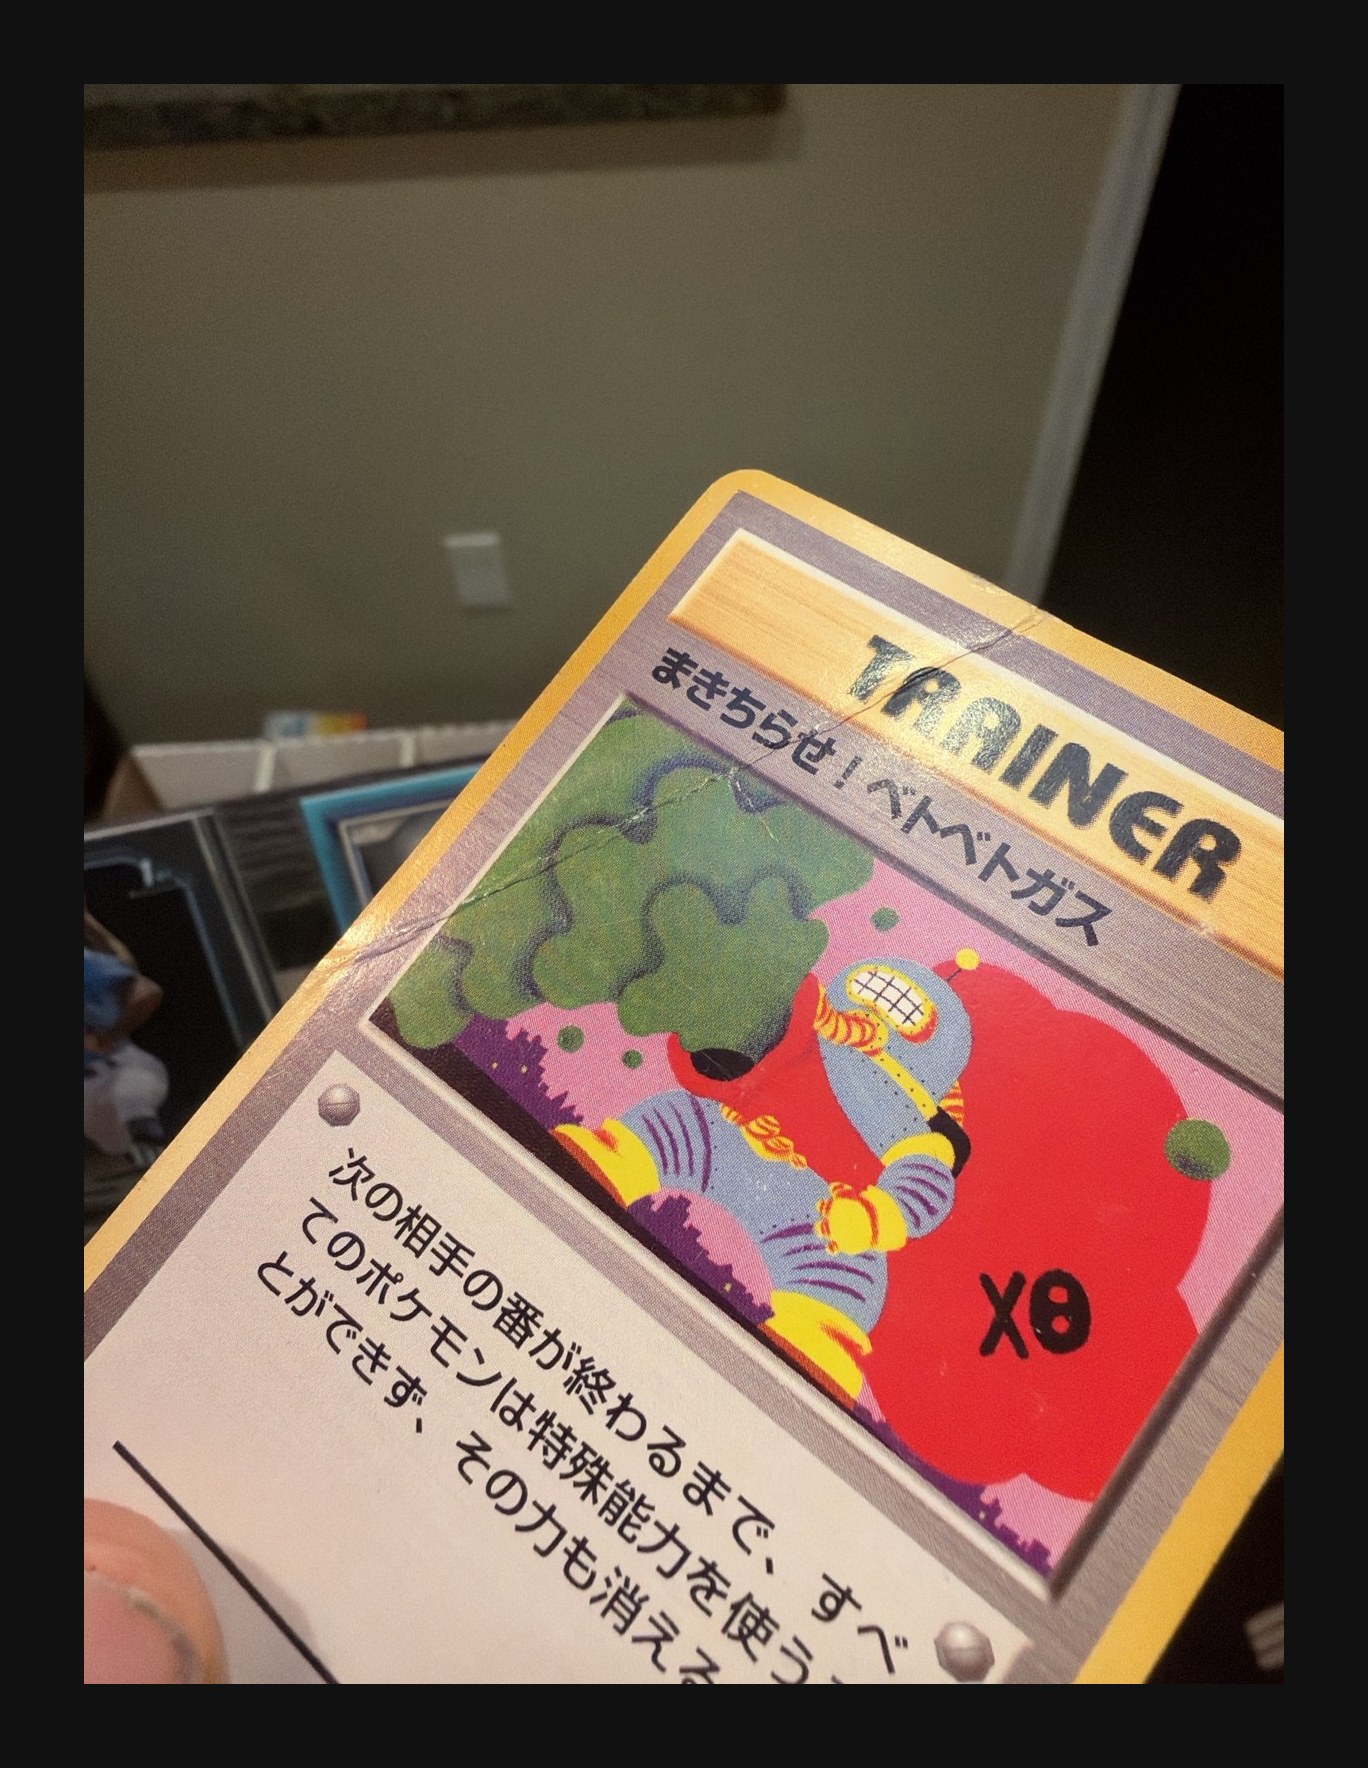 TRAINER
まきちらせ！ベトベトガス
X0
次の相手の番が終わるまで、すべ
てのポケモンは特殊能力を使う
とができず、その力も消える